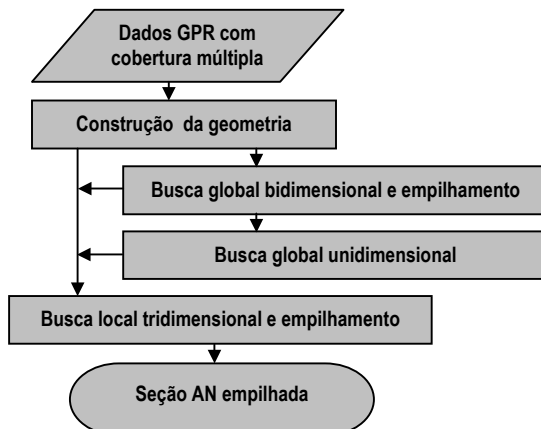 Dados GPR com
cobertura múltipla
Construção da geometria
Busca global bidimensional e empilhamento
Busca global unidimensional
Busca local tridimensional e empilhamento
Seção AN empilhada